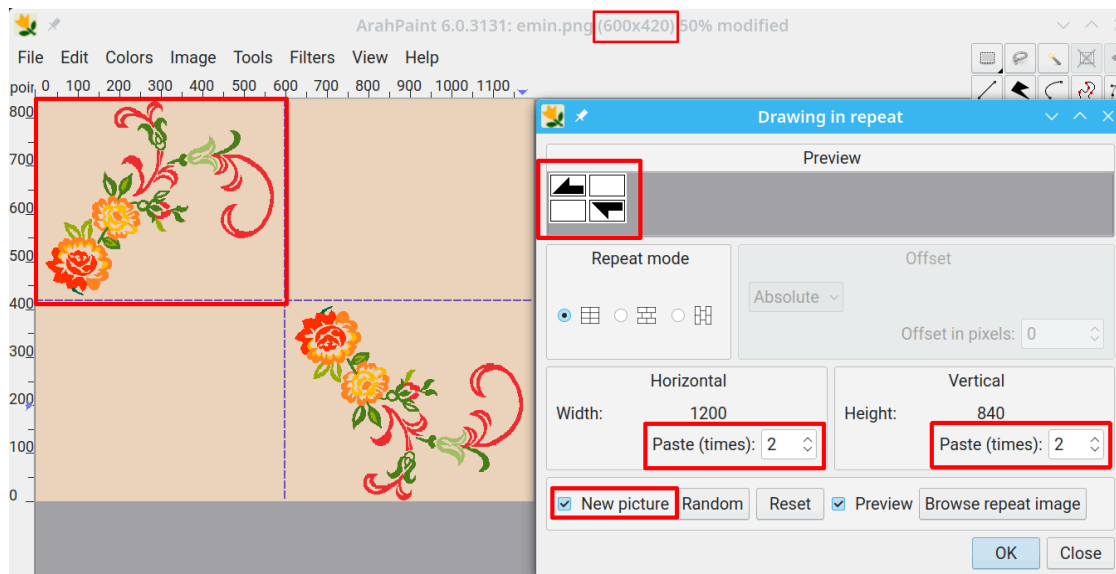 ArahPaint 6.0.3131: emin.png (600x420) 50% modified
File Edit Colors Image Tools Filters View Help
0 100 200 300 400 500 600 700 800 900 1000 1100
800
700
600
500
400
300
200
100
0
Drawing in repeat
Preview
Repeat mode
Offset
Absolute
Offset in pixels: 0
Horizontal
Vertical
Width: 1200
Height: 840
Paste (times): 2
Paste (times): 2
New picture Random Reset Preview Browse repeat image
OK Close